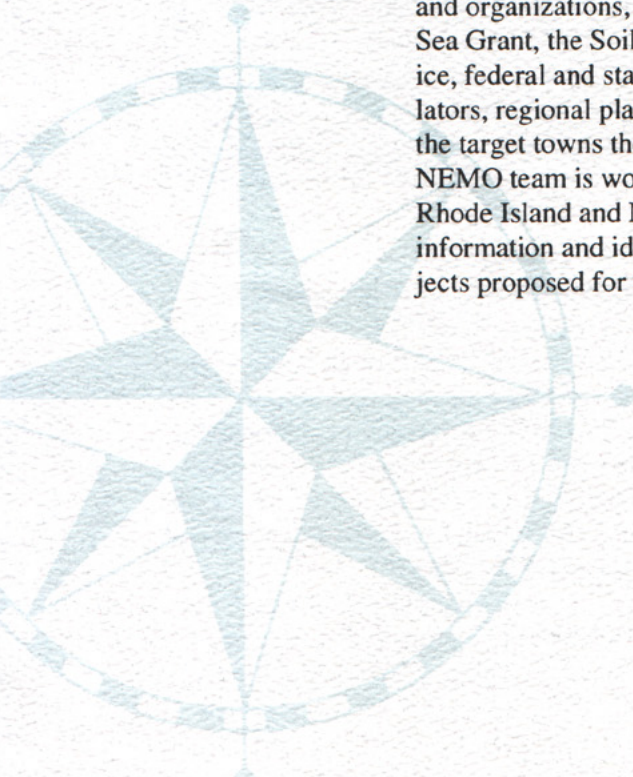 and organizations,
Sea Grant, the Soil
ice, federal and sta
lators, regional pla
the target towns th
NEMO team is wo
Rhode Island and
information and id
jects proposed for